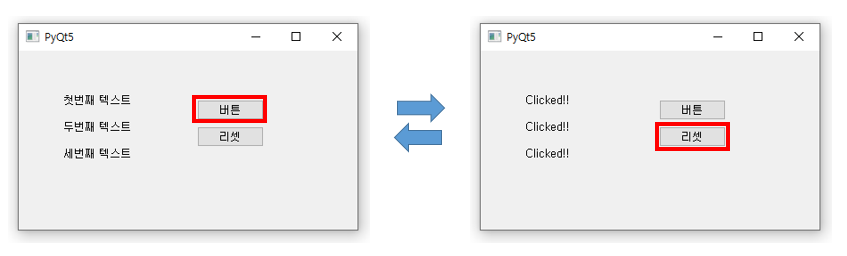 PyQt5
첫번째 텍스트
버튼
두번째 텍스트
리셋
세번째 텍스트
PyQt5
Clicked!!
버튼
Clicked!!
리셋
Clicked!!